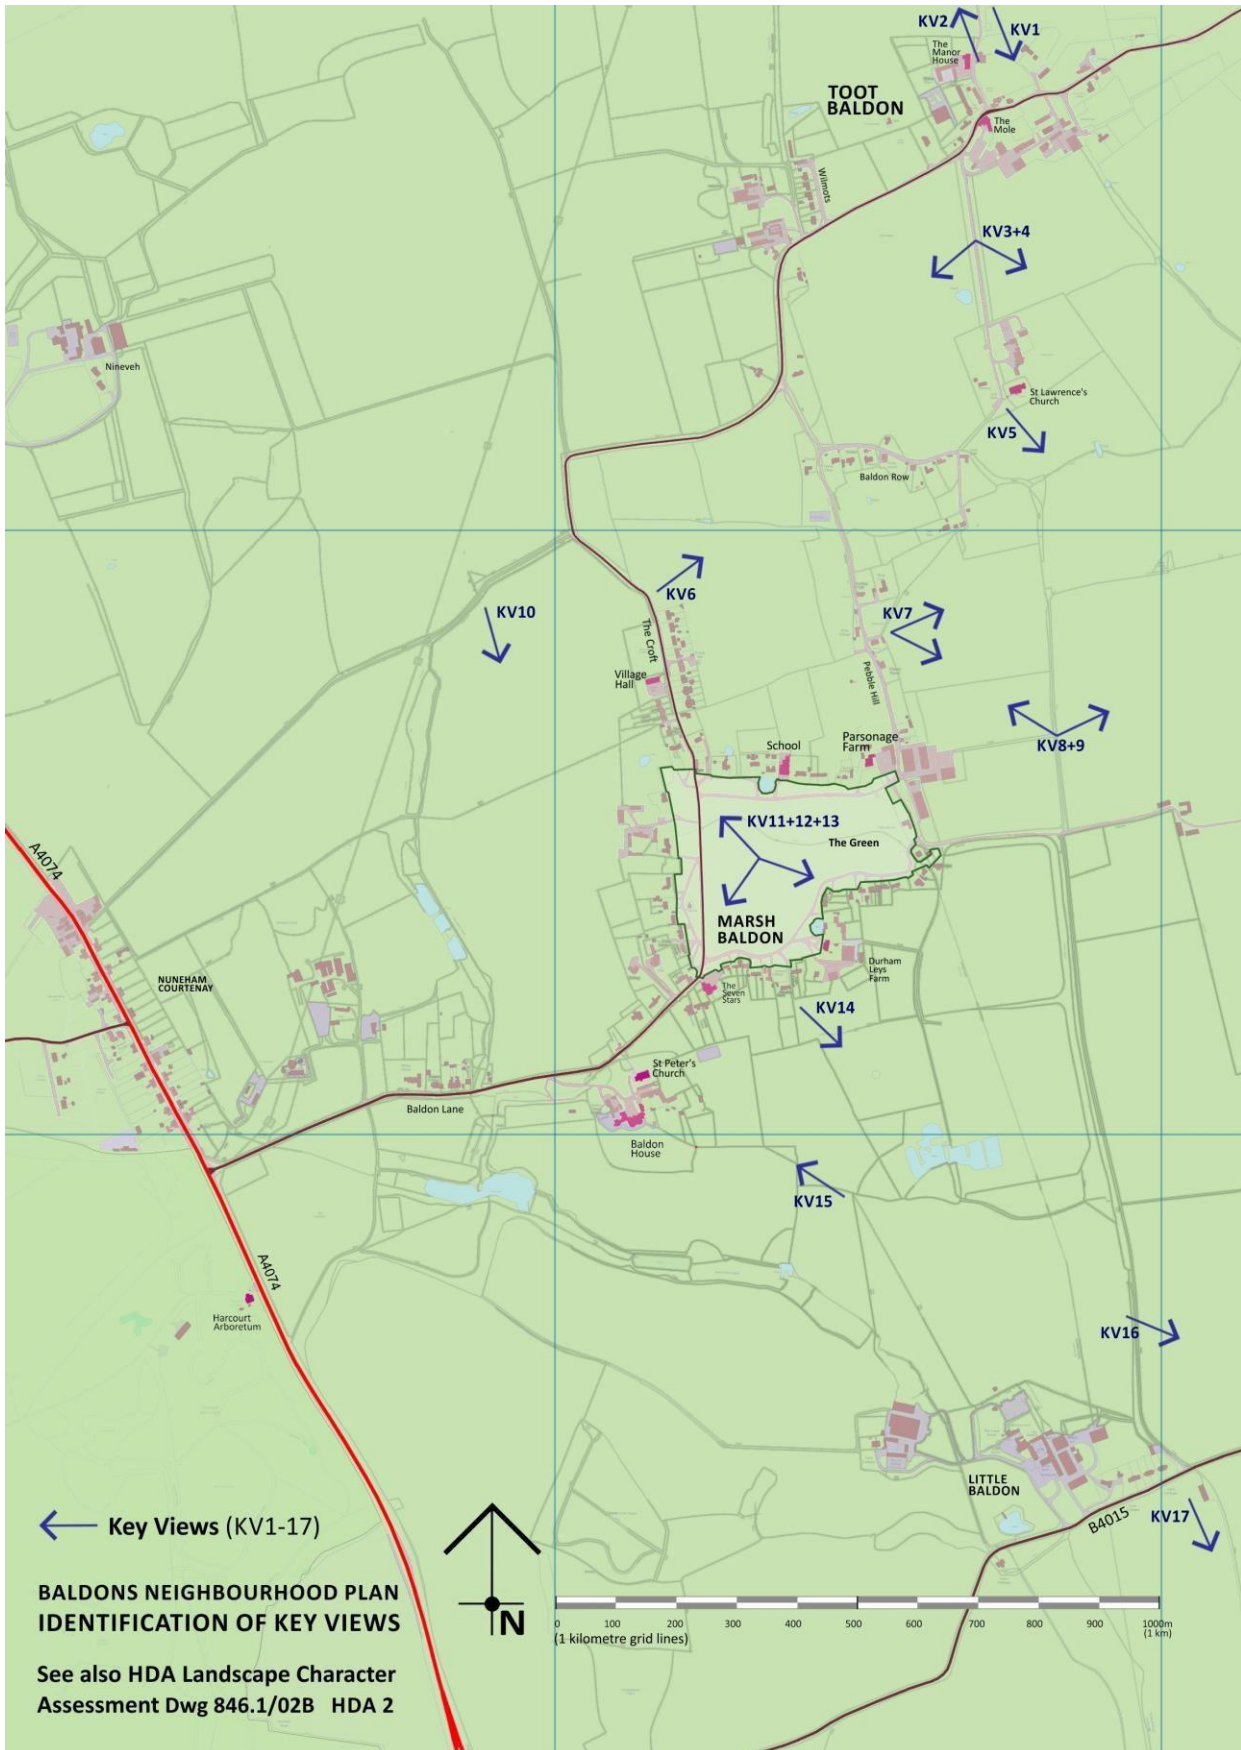 KV2
KV1
The
Manor
House
TOOT
BALDON
The
Mole
Wilmots
KV3+4
Nineveh
St Lawrence's
Church
KV5
Baldon Row
KV6
KV10
KV7
The Croft
Village
Hall
Pebble Hill
School
Parsonage
Farm
KV8+9
KV11+12+13
The Green
A4074
MARSH
BALDON
NUNEHAM
COURTENAY
Durham
Leys
Farm
The
Seven
Stars
KV14
St Peter's
Church
Baldon Lane
Baldon
House
KV15
A4074
Harcourt
Arboretum
KV16
LITTLE
BALDON
B4015
KV17
Key Views (KV1-17)
BALDONS NEIGHBOURHOOD PLAN
IDENTIFICATION OF KEY VIEWS
N
0 100 200 300 400 500 600 700 800 900 1000m
(1 kilometre grid lines)
(1 km)
See also HDA Landscape Character
Assessment Dwg 846.1/02B HDA 2